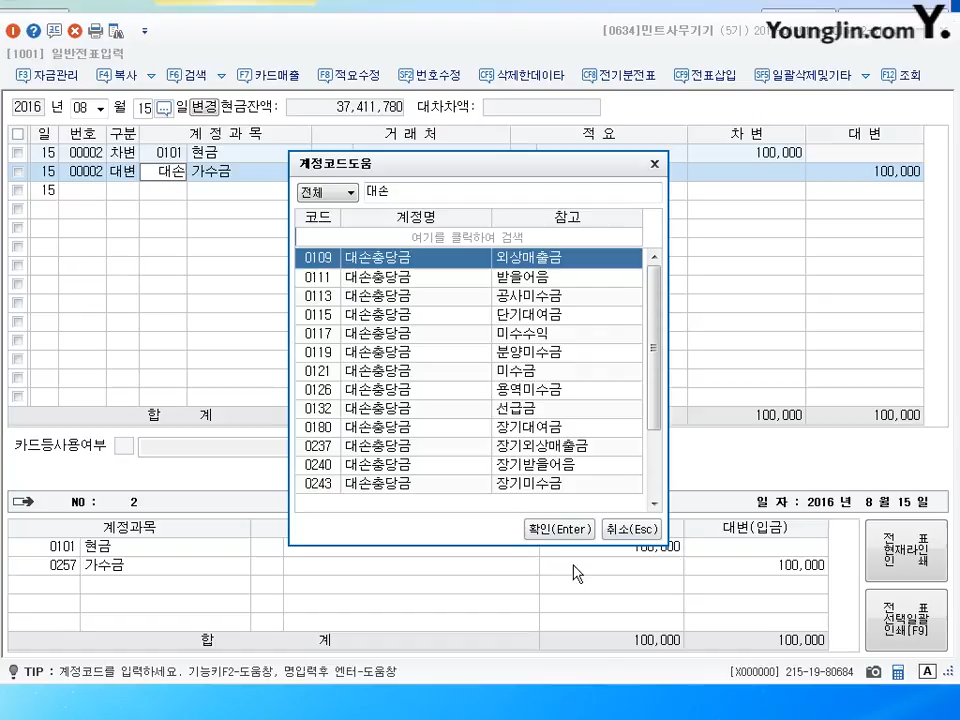 Younglin.com Y.
[0634]민트사무기기 (5기) 20
[1001] 일반전표입력
F3 자금관리 F4 복사 F6 검색 F7 카드매출 F8 적요수정 SF2 번호수정 CF5 삭제한데이타 CF8 전기분전표 CF9 전표삽입 SF5 일괄삭제및기타 F12 조회
2016 년 08 월 15 일 변경 현금잔액: 37,411,780 대차차액:
일 번호 구분 계 정 과 목 거 래 처 적 요 차 변 대 변
15 00002 차변 0101 현금 100,000
15 00002 대변 대손 가수금 100,000
15
합 계 100,000 100,000
카드등사용여부
계정코드도움
전체 대손
코드 계정명 참고
여기를 클릭하여 검색
0109 대손충당금 외상매출금
0111 대손충당금 받을어음
0113 대손충당금 공사미수금
0115 대손충당금 단기대여금
0117 대손충당금 미수수익
0119 대손충당금 분양미수금
0121 대손충당금 미수금
0126 대손충당금 용역미수금
0132 대손충당금 선급금
0180 대손충당금 장기대여금
0237 대손충당금 장기외상매출금
0240 대손충당금 장기받을어음
0243 대손충당금 장기미수금
확인(Enter) 취소(Esc)
NO : 2 일 자 : 2016 년 8 월 15 일
계정과목 대변(입금)
0101 현금 100,000
0257 가수금 100,000
합 계 100,000 100,000
전 표
현재라인
인 쇄
전 표
선택일괄
인쇄[F9]
TIP : 계정코드를 입력하세요. 기능키F2-도움창, 명입력후 엔터-도움창 [X000000] 215-19-80684 A